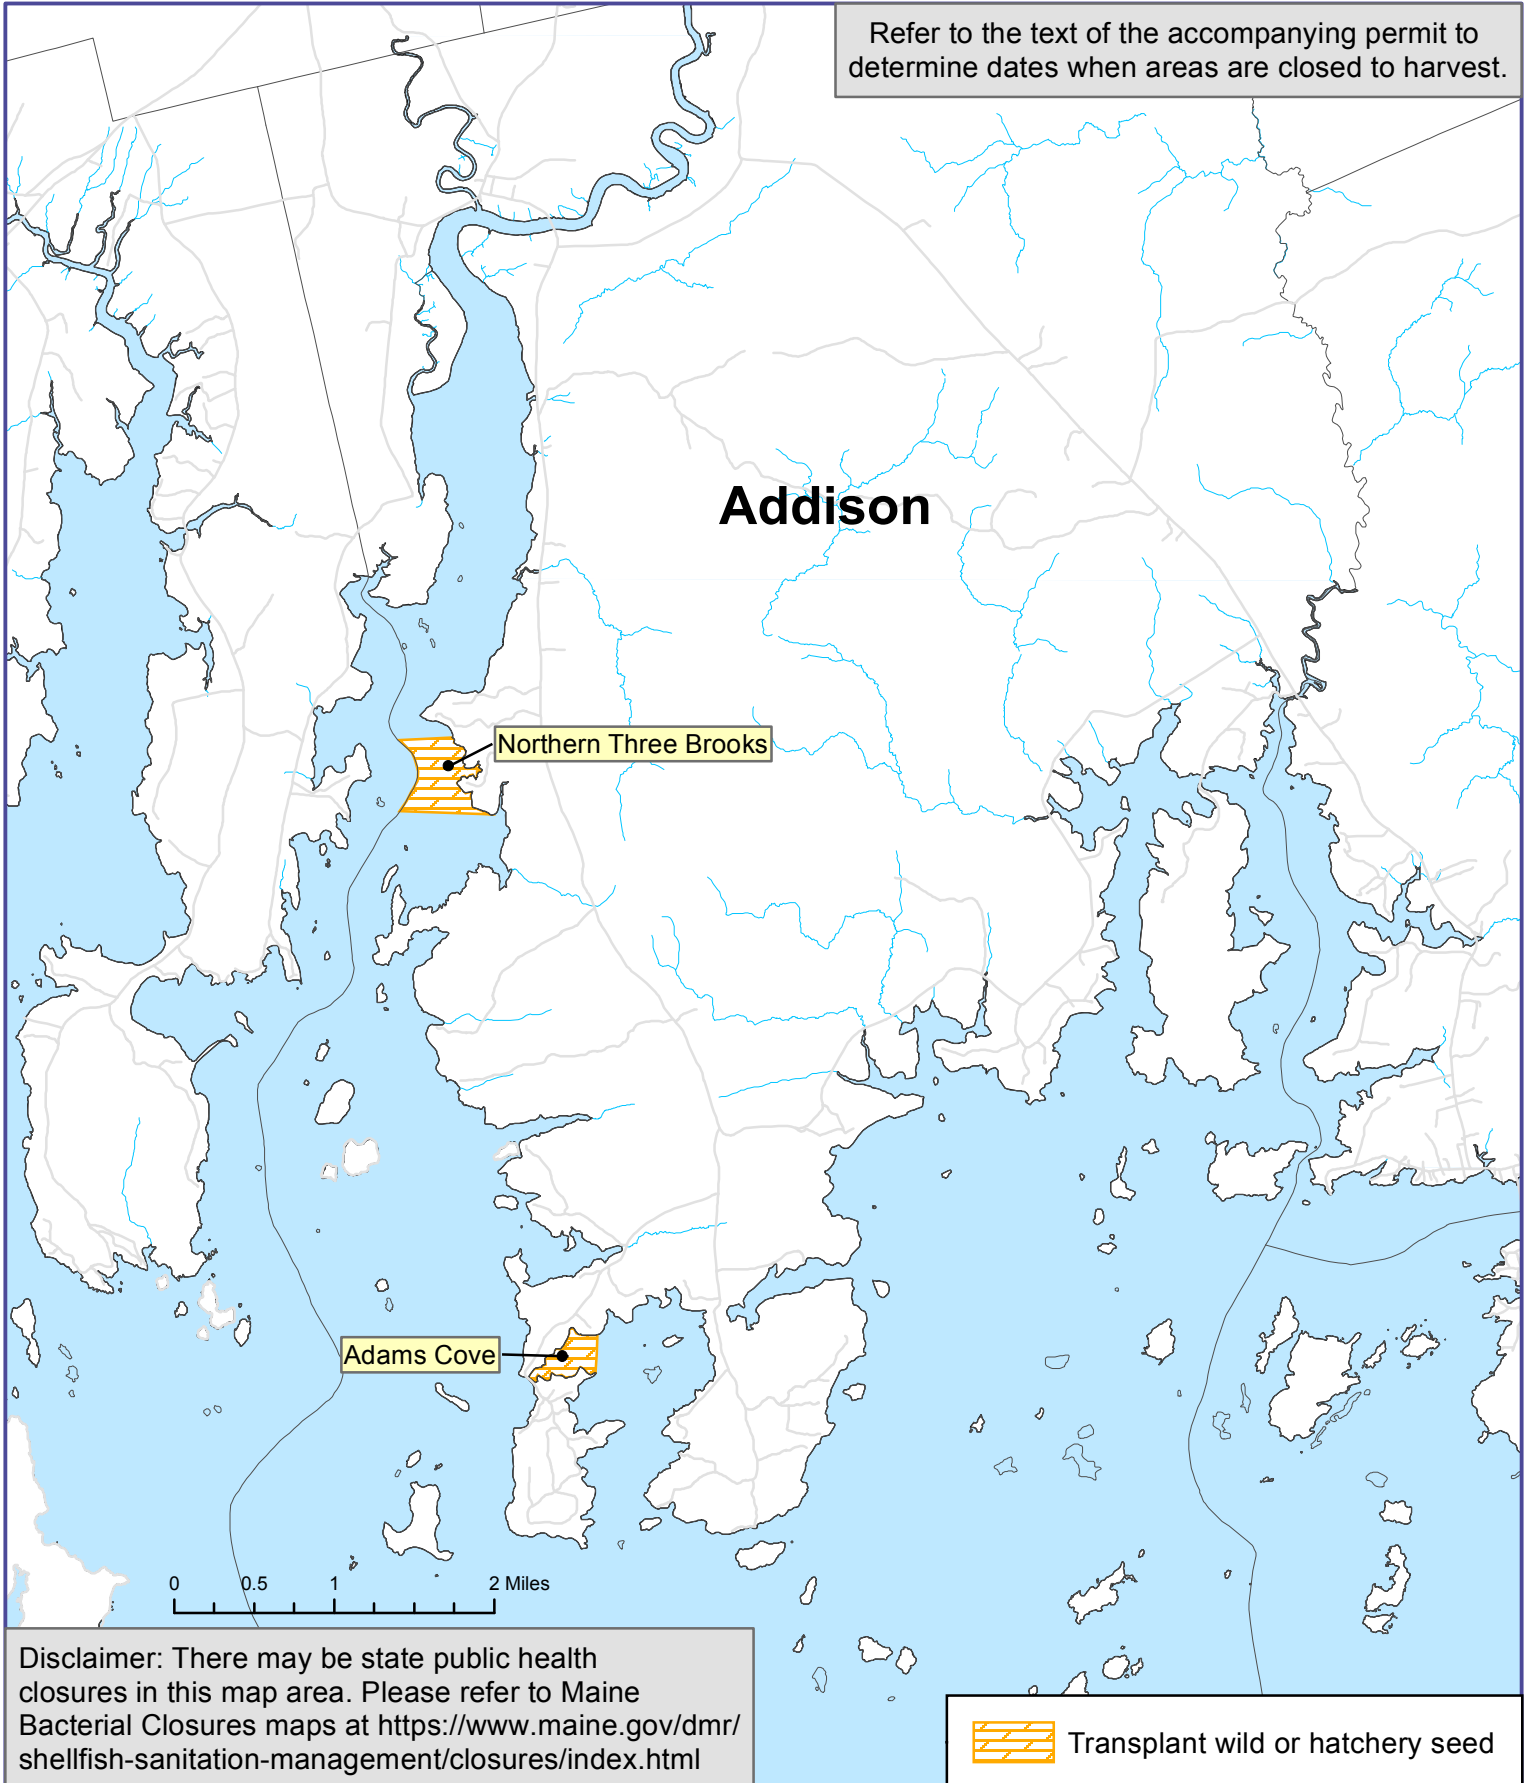 Refer to the text of the accompanying permit to
determine dates when areas are closed to harvest.
Addison
Northern Three Brooks
Adams Cove
0 0.5 1 2 Miles
Disclaimer: There may be state public health
closures in this map area. Please refer to Maine
Bacterial Closures maps at https://www.maine.gov/dmr/
shellfish-sanitation-management/closures/index.html
Transplant wild or hatchery seed